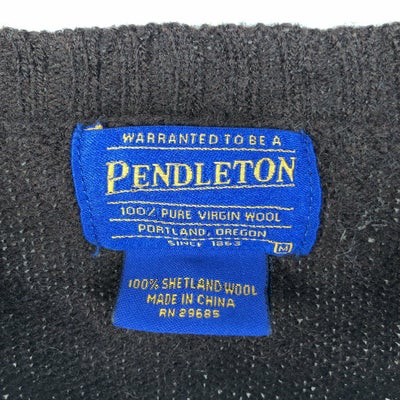 WARRANTED TO BE A
PENDLETON
100% PURE VIRGIN WOOL
PORTLAND, OREGON
SINCE 1863
M
100% SHETLAND WOOL
MADE IN CHINA
RN 29685